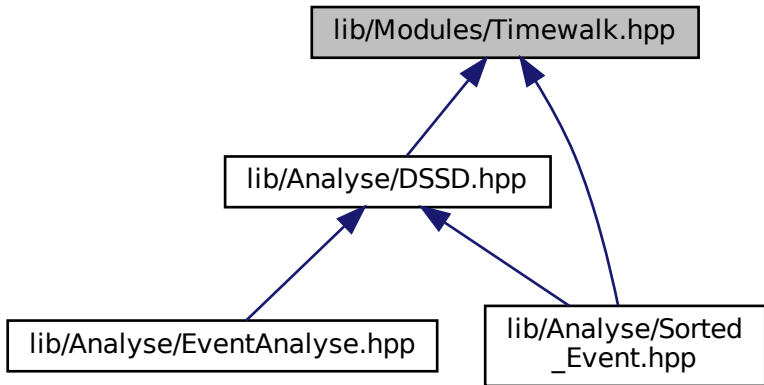 lib/Modules/Timewalk.hpp
lib/Analyse/DSSD.hpp
lib/Analyse/EventAnalyse.hpp
lib/Analyse/Sorted
_Event.hpp